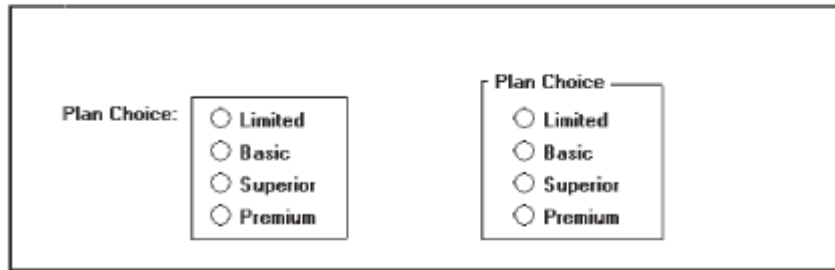 Plan Choice:
Limited
Basic
Superior
Premium
Plan Choice
Limited
Basic
Superior
Premium